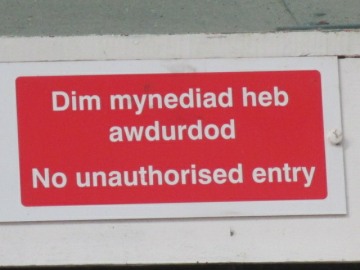 Dim mynediad heb
awdurdod
No unauthorised entry